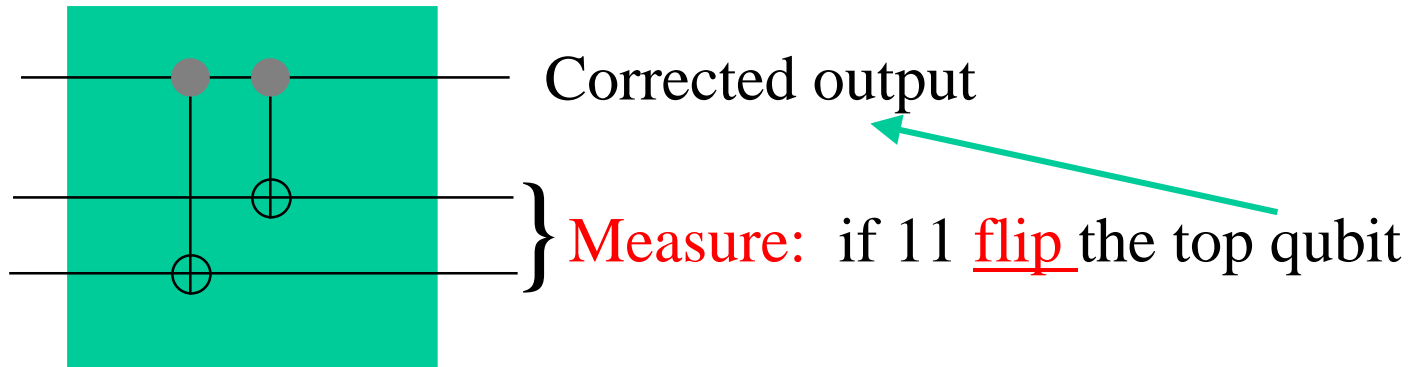 Corrected output
} Measure: if 11 flip the top qubit